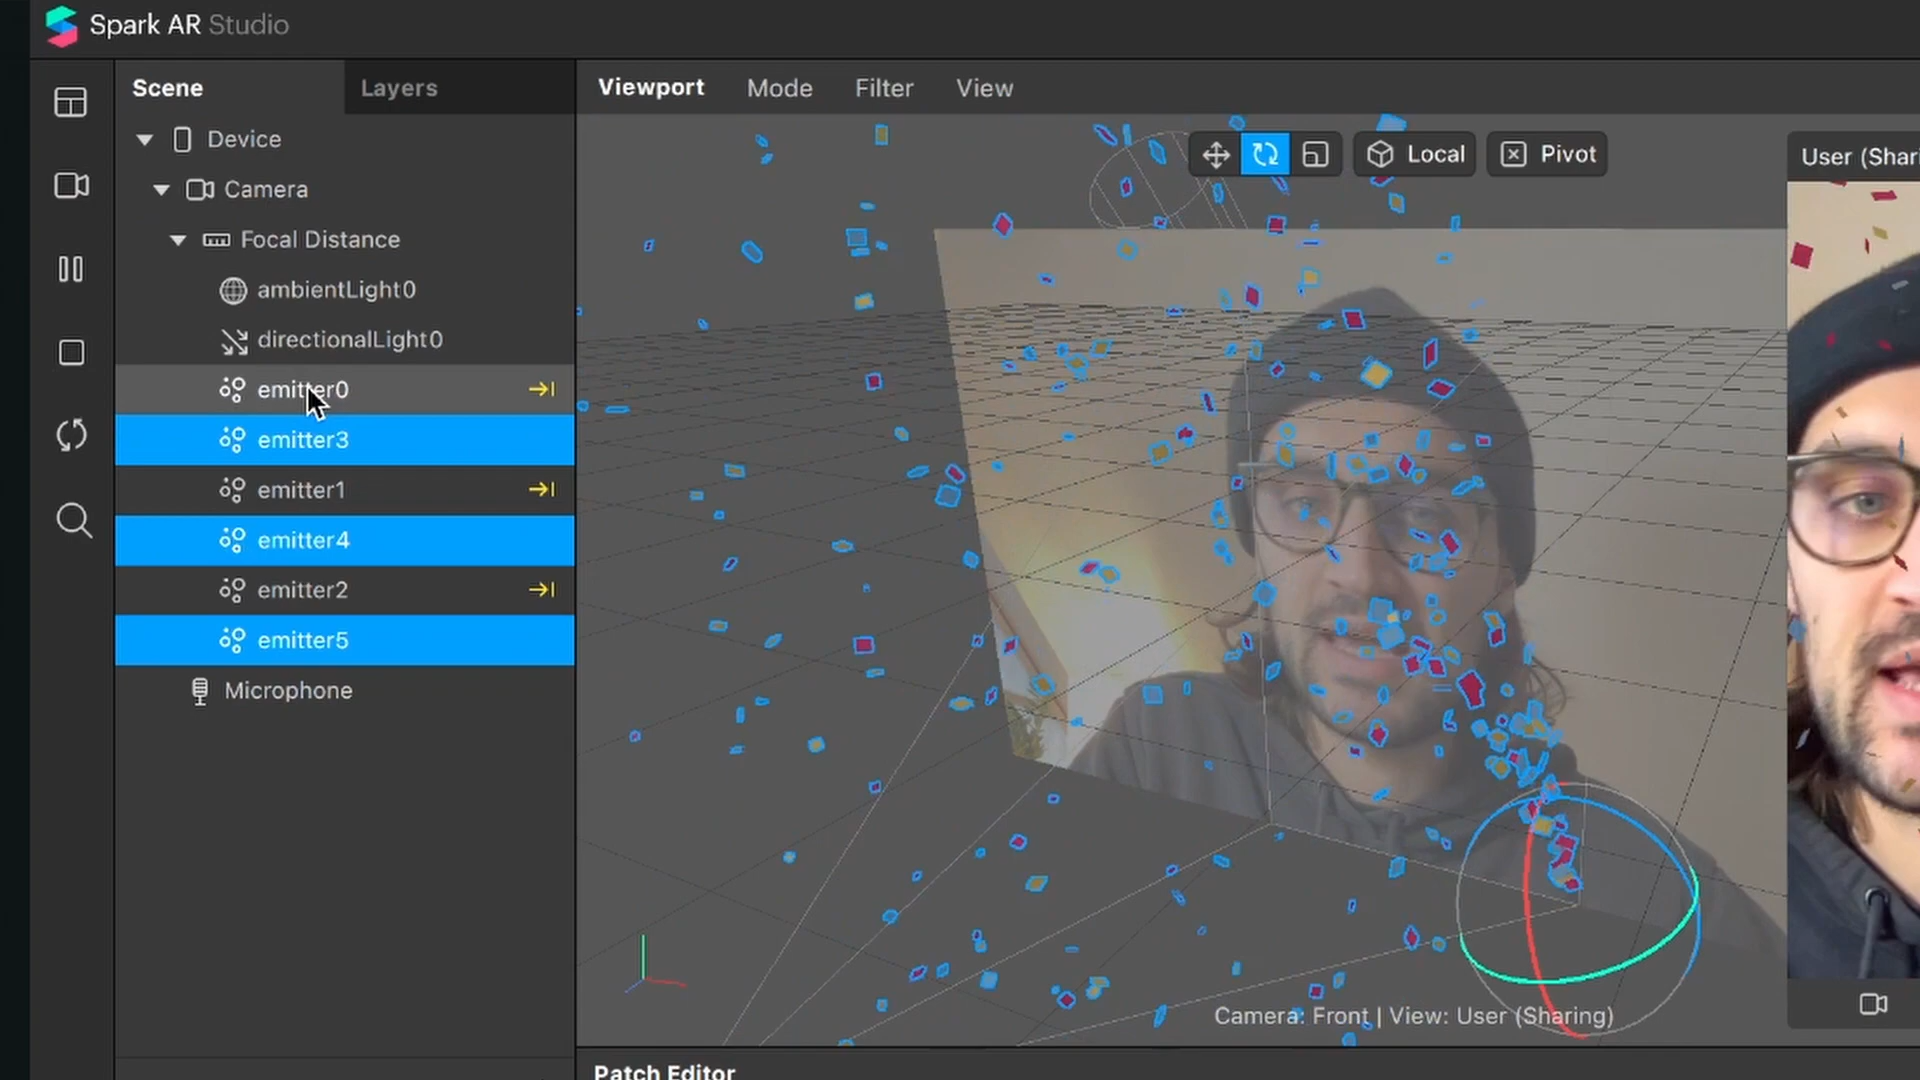 Spark AR Studio
Scene
Layers
Viewport
Mode
Filter
View
Device
Camera
Focal Distance
ambientLight0
directionalLight0
emitter0
emitter3
emitter1
emitter4
emitter2
emitter5
Microphone
Local
Pivot
User (Shari
Camera: Front | View: User (Sharing)
Patch Editor